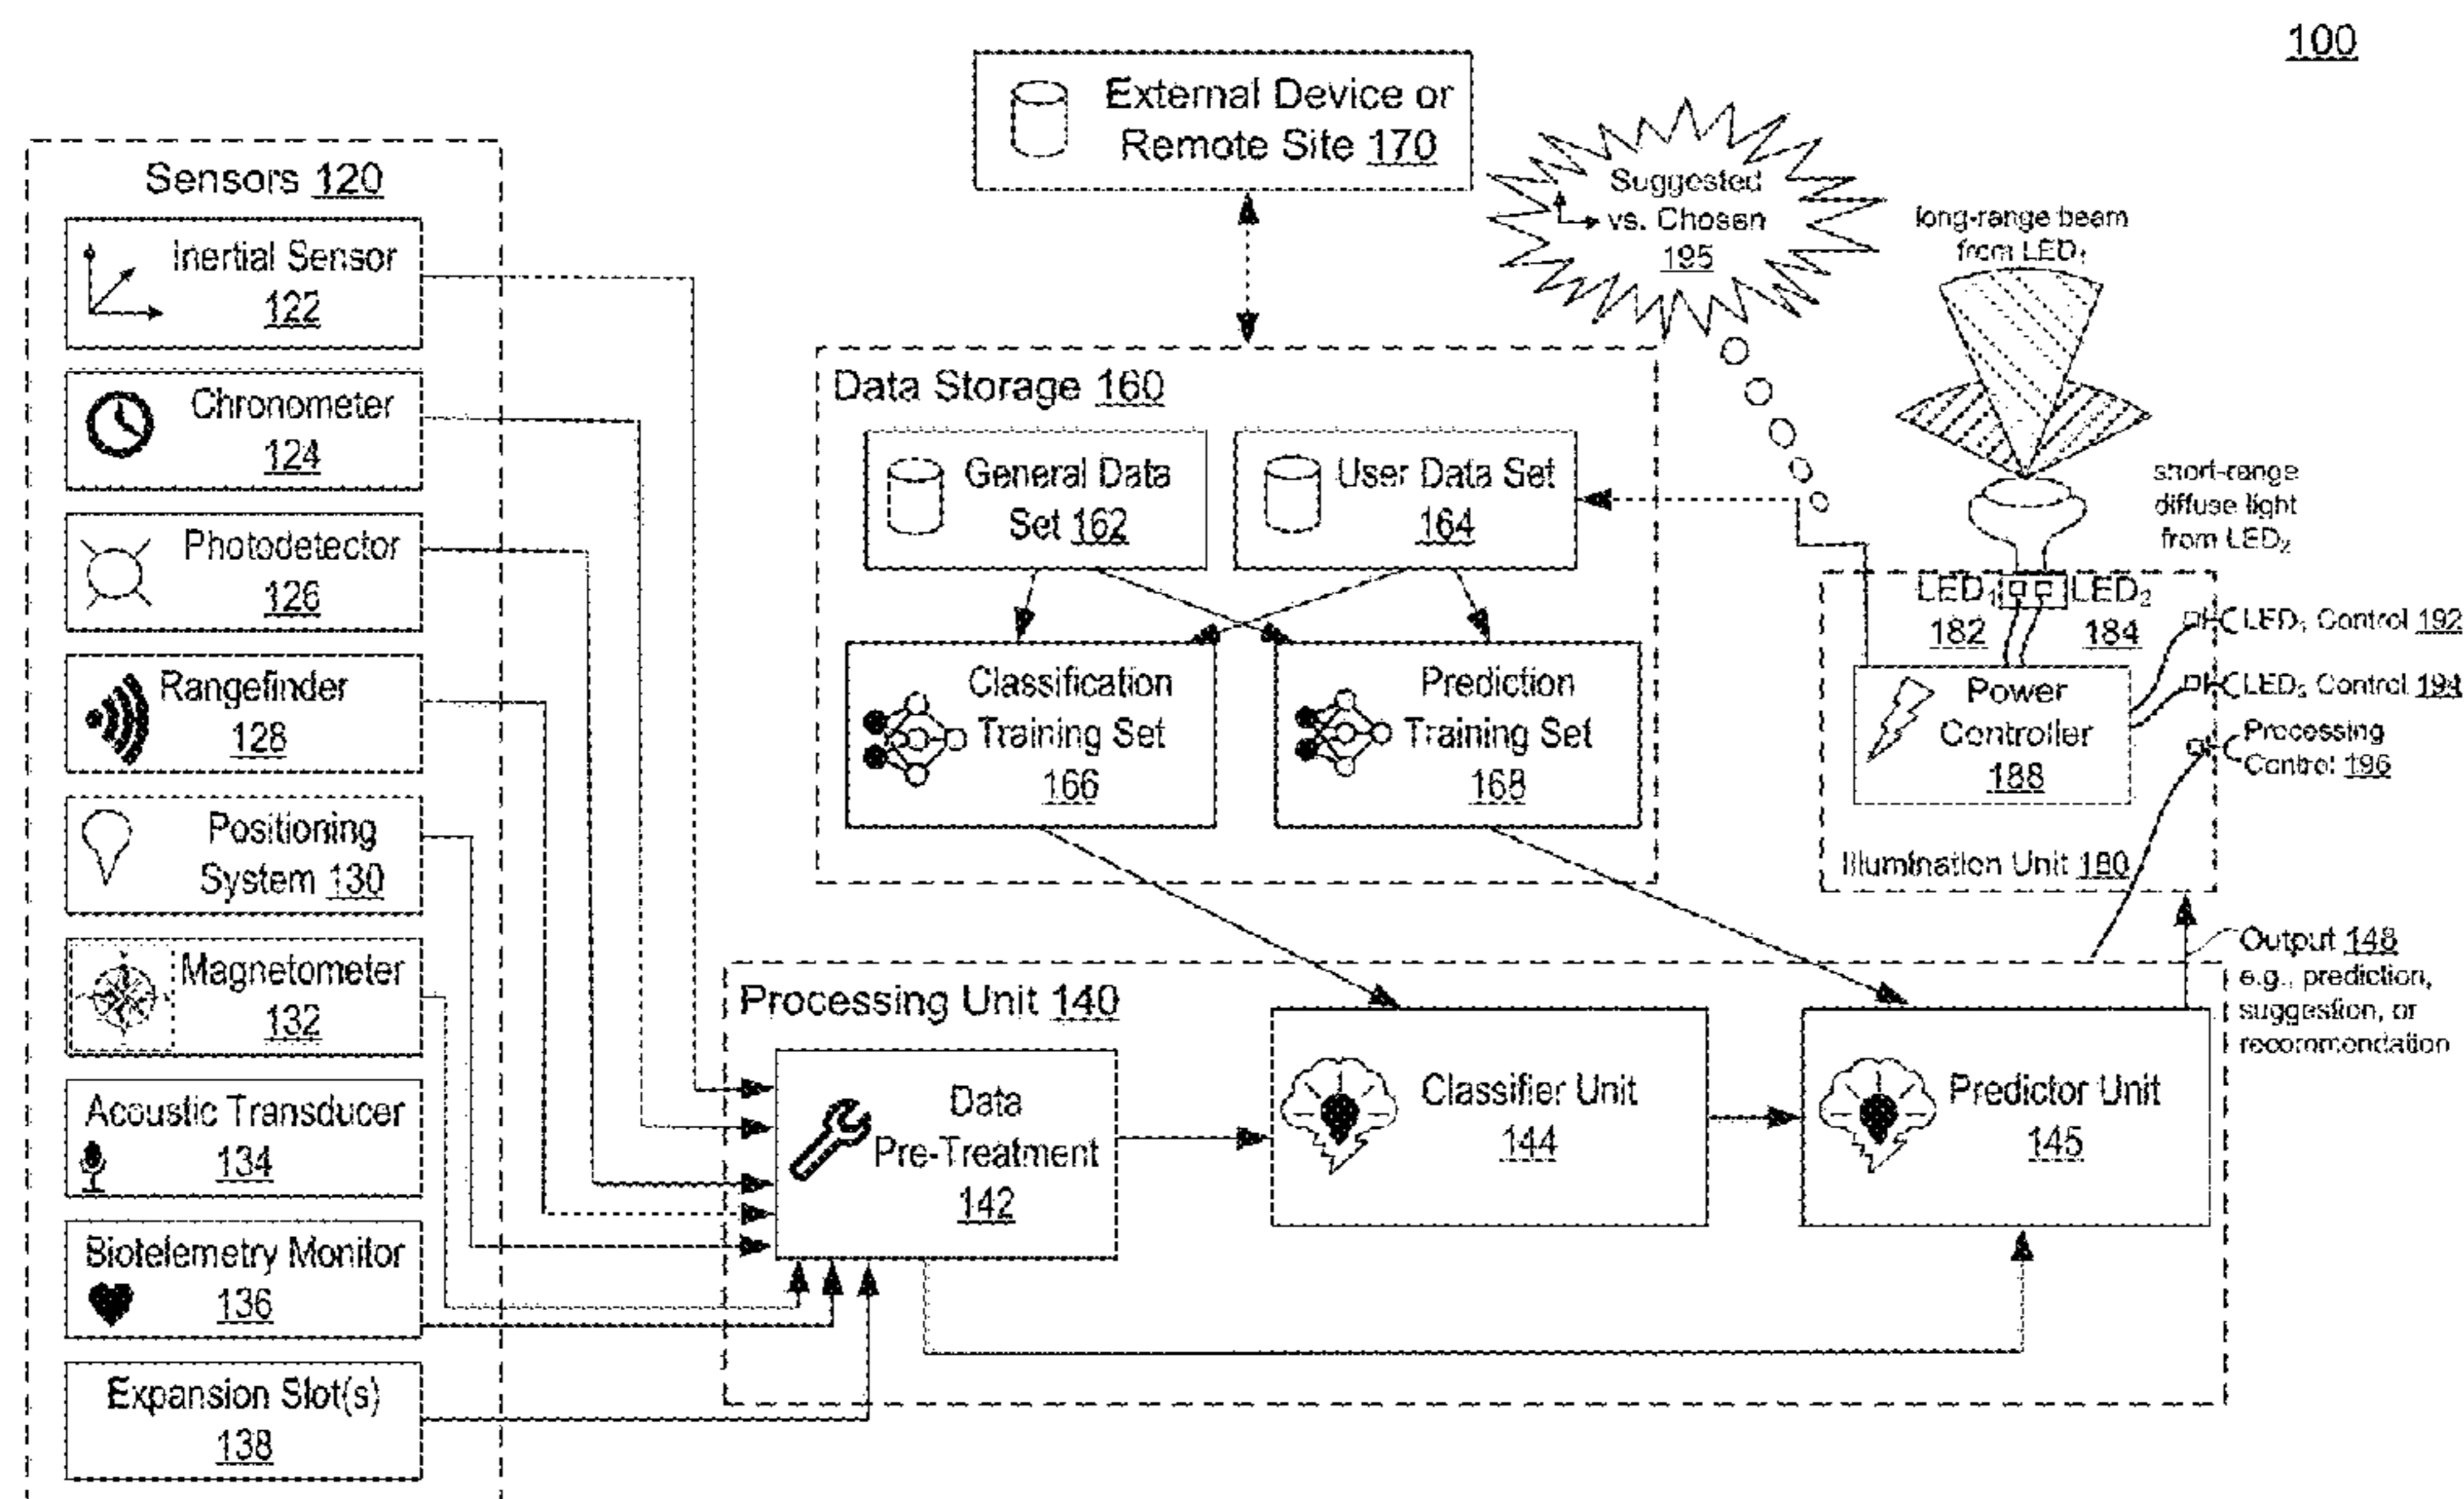 100
External Device or
Remote Site 170
Suggested
vs. Chosen
195
long-range beam
from LED₁
Sensors 120
Inertial Sensor
122
Chronometer
124
Photodetector
126
Rangefinder
128
Positioning
System 130
Magnetometer
132
Acoustic Transducer
134
Biotelemetry Monitor
136
Expansion Slot(s)
138
Data Storage 160
General Data
Set 162
User Data Set
164
Classification
Training Set
166
Prediction
Training Set
168
short-range
diffuse light
from LED₂
LED₁
182
LED₂
184
LED₁ Control 192
LED₂ Control 194
Processing
Control 196
Power
Controller
188
Illumination Unit 180
Output 148
e.g., prediction,
suggestion, or
recommendation
Processing Unit 140
Data
Pre-Treatment
142
Classifier Unit
144
Predictor Unit
145